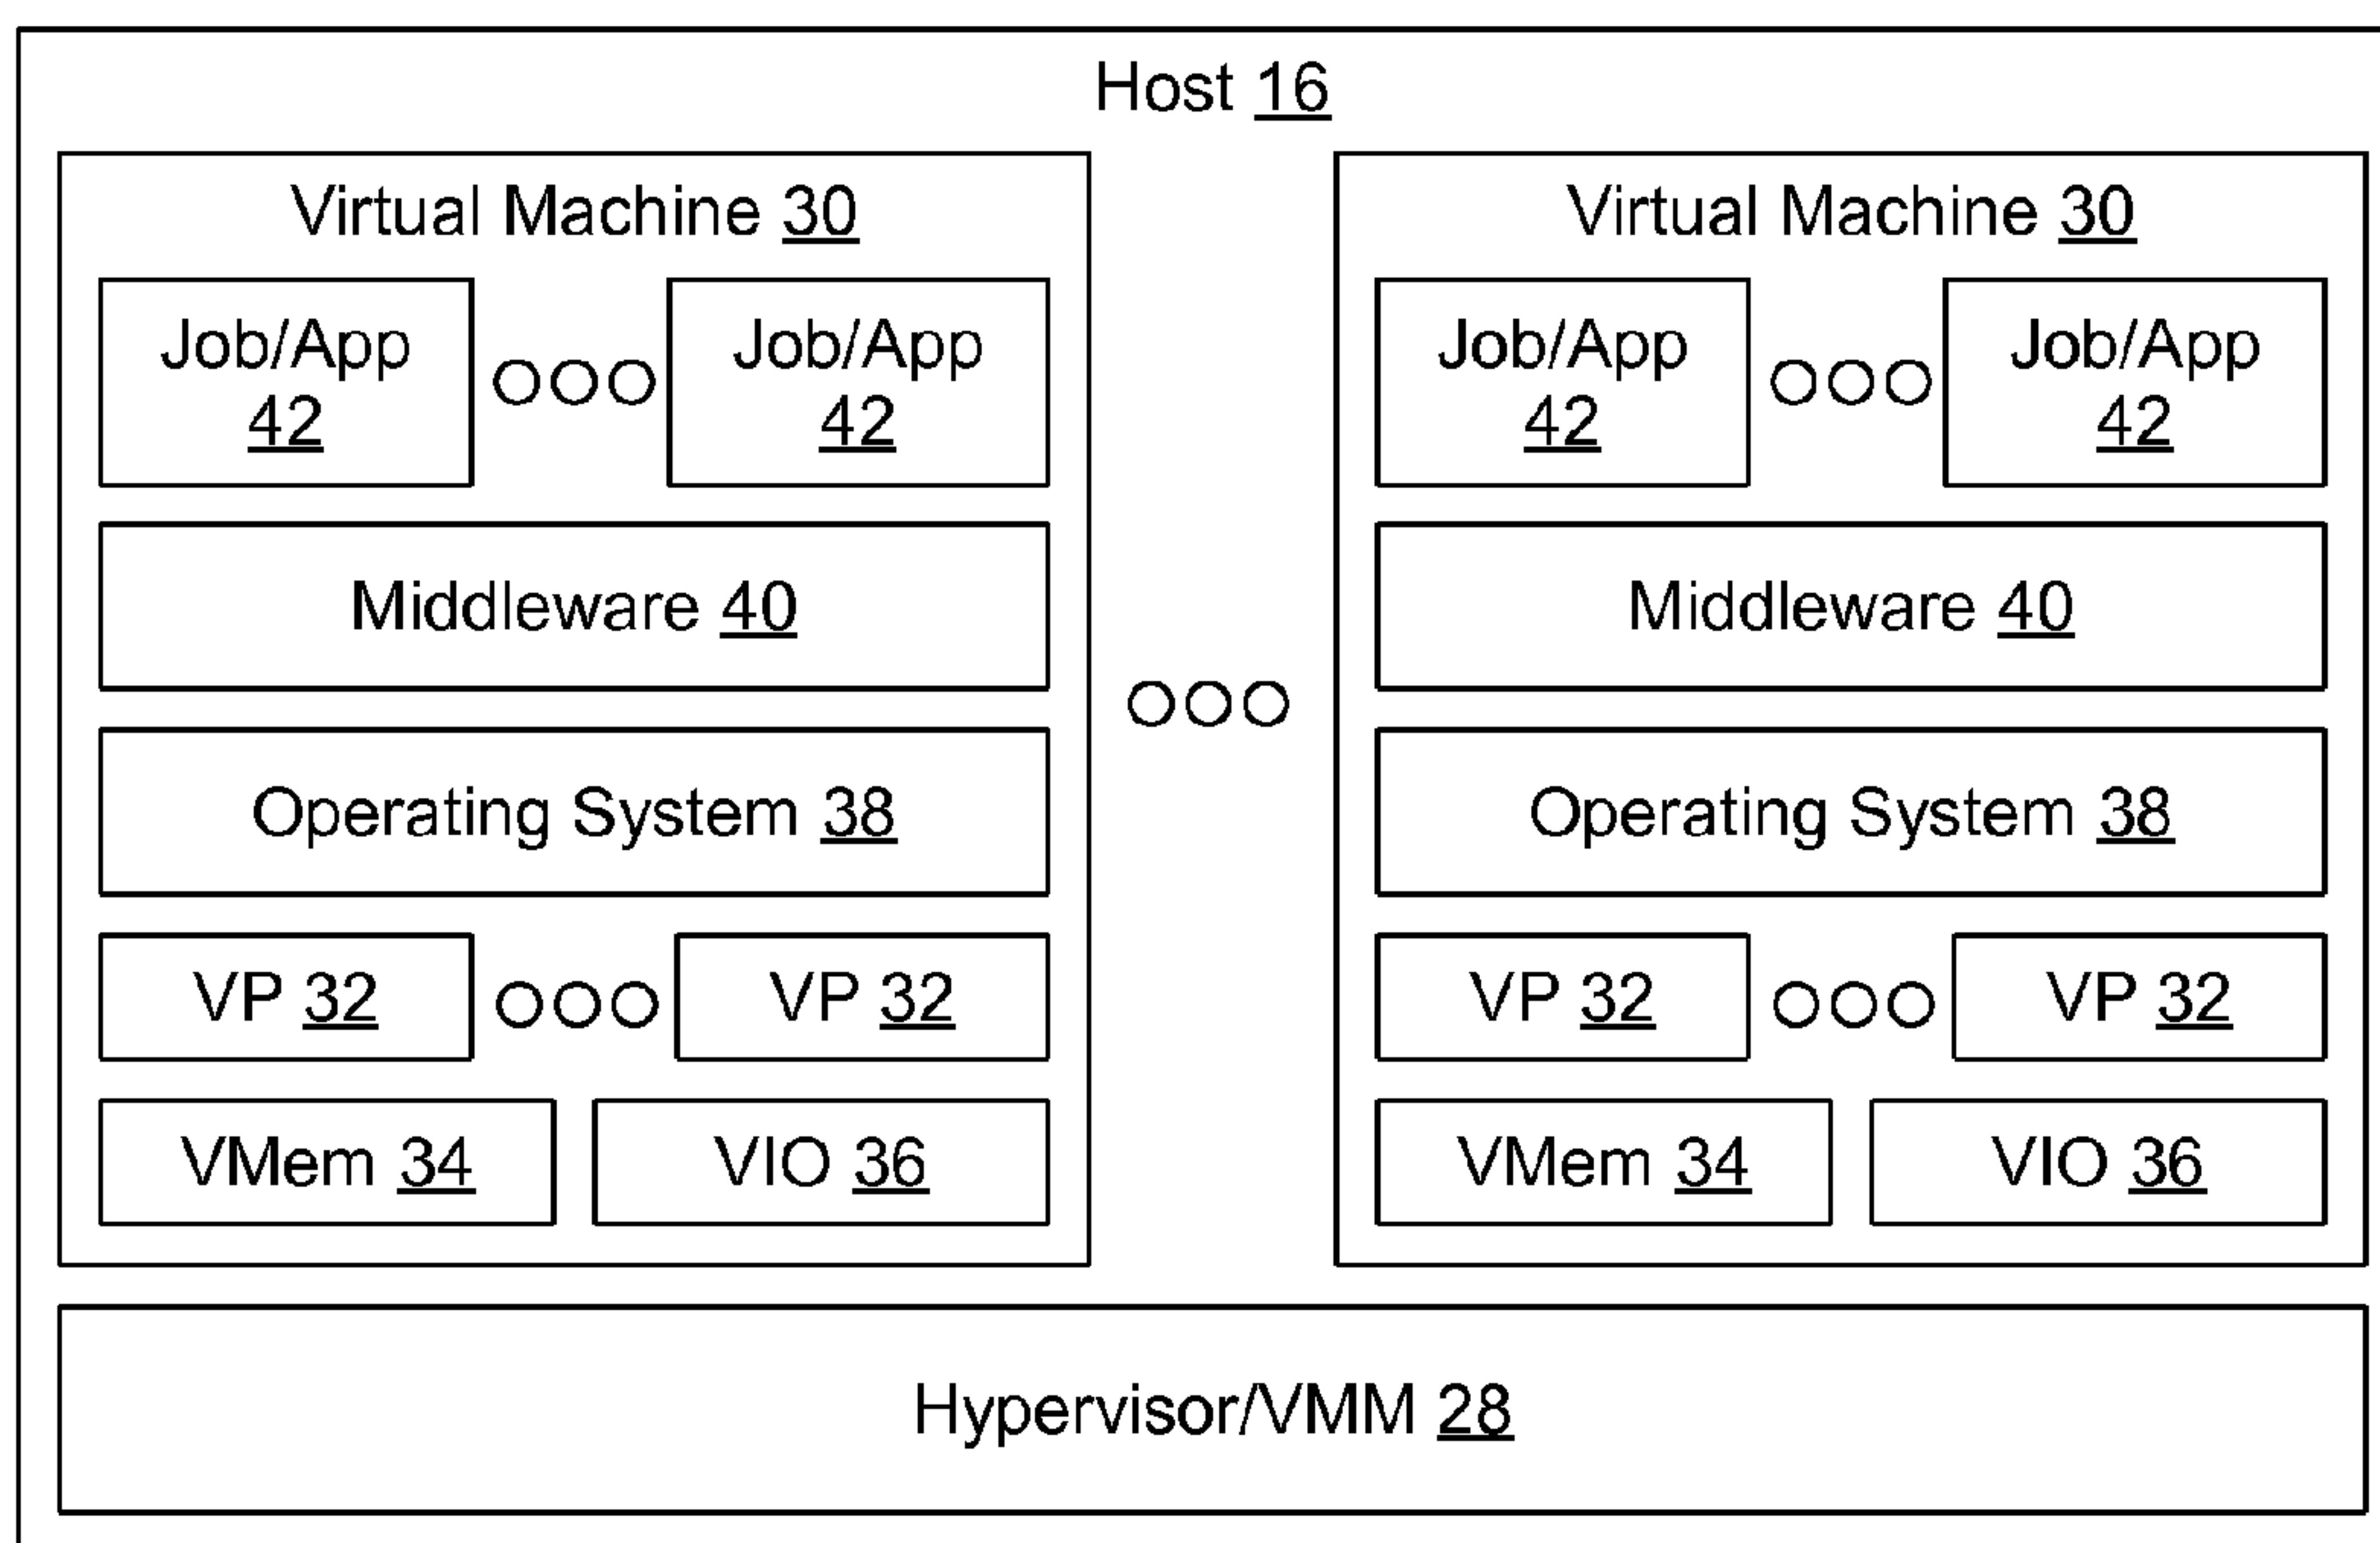 Host 16
Virtual Machine 30
Job/App
42
Job/App
42
Middleware 40
Operating System 38
VP 32
VP 32
VMem 34
VIO 36
Virtual Machine 30
Job/App
42
Job/App
42
Middleware 40
Operating System 38
VP 32
VP 32
VMem 34
VIO 36
Hypervisor/VMM 28